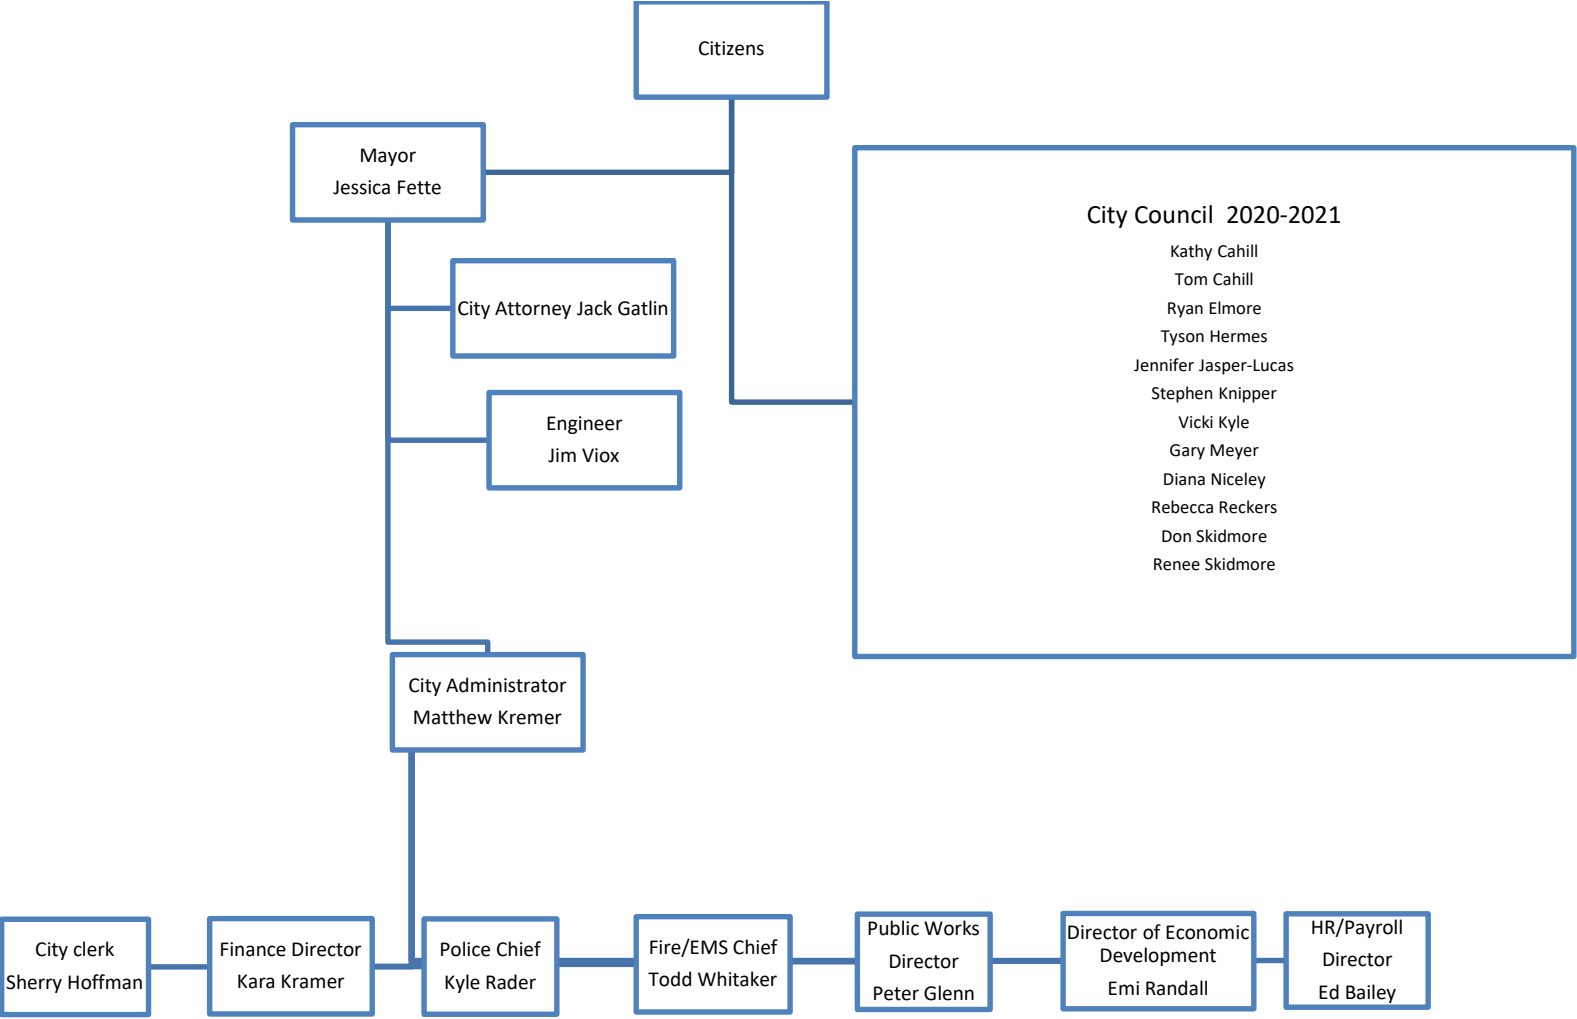 Citizens
Mayor
Jessica Fette
City Attorney Jack Gatlin
Engineer
Jim Viox
City Council  2020-2021
Kathy Cahill
Tom Cahill
Ryan Elmore
Tyson Hermes
Jennifer Jasper-Lucas
Stephen Knipper
Vicki Kyle
Gary Meyer
Diana Niceley
Rebecca Reckers
Don Skidmore
Renee Skidmore
City Administrator
Matthew Kremer
City clerk
Sherry Hoffman
Finance Director
Kara Kramer
Police Chief
Kyle Rader
Fire/EMS Chief
Todd Whitaker
Public Works
Director
Peter Glenn
Director of Economic
Development
Emi Randall
HR/Payroll
Director
Ed Bailey